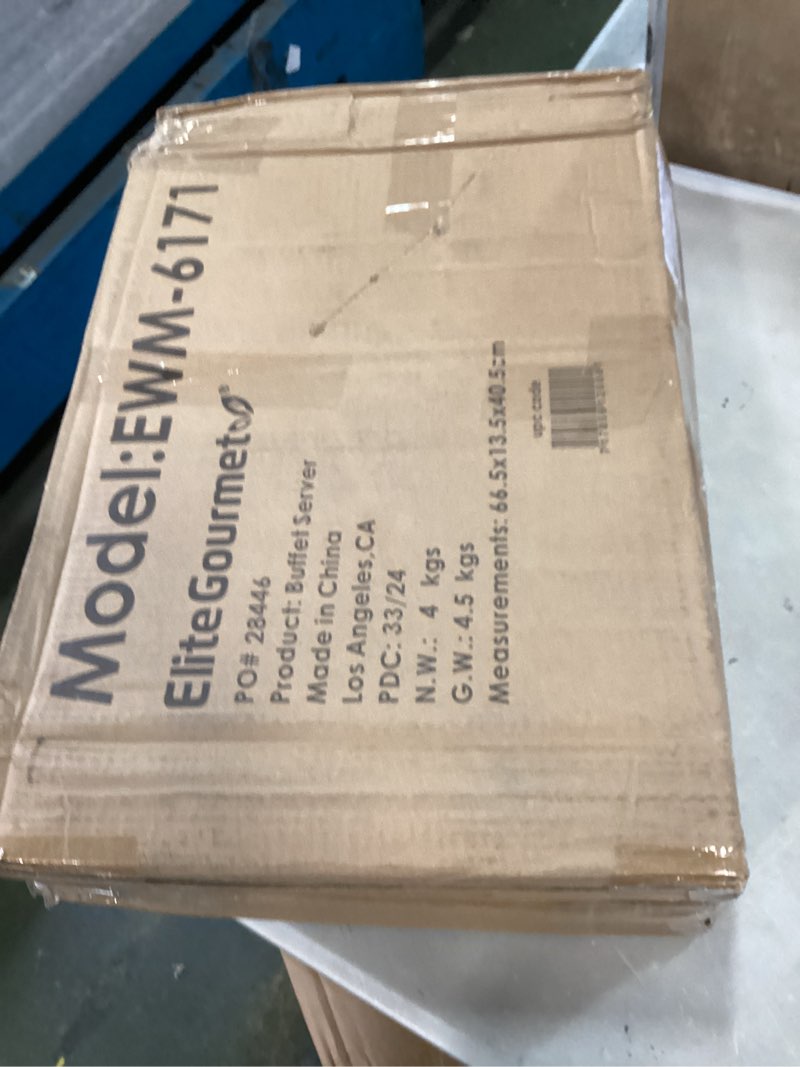 Model:EWM-6171
EliteGourmet®
PO# 28446
Product: Buffet Server
Made in China
Los Angeles,CA
PDC: 33/24
N.W.: 4 kgs
G.W.: 4.5 kgs
Measurements: 66.5x13.5x40.5cm
upc code